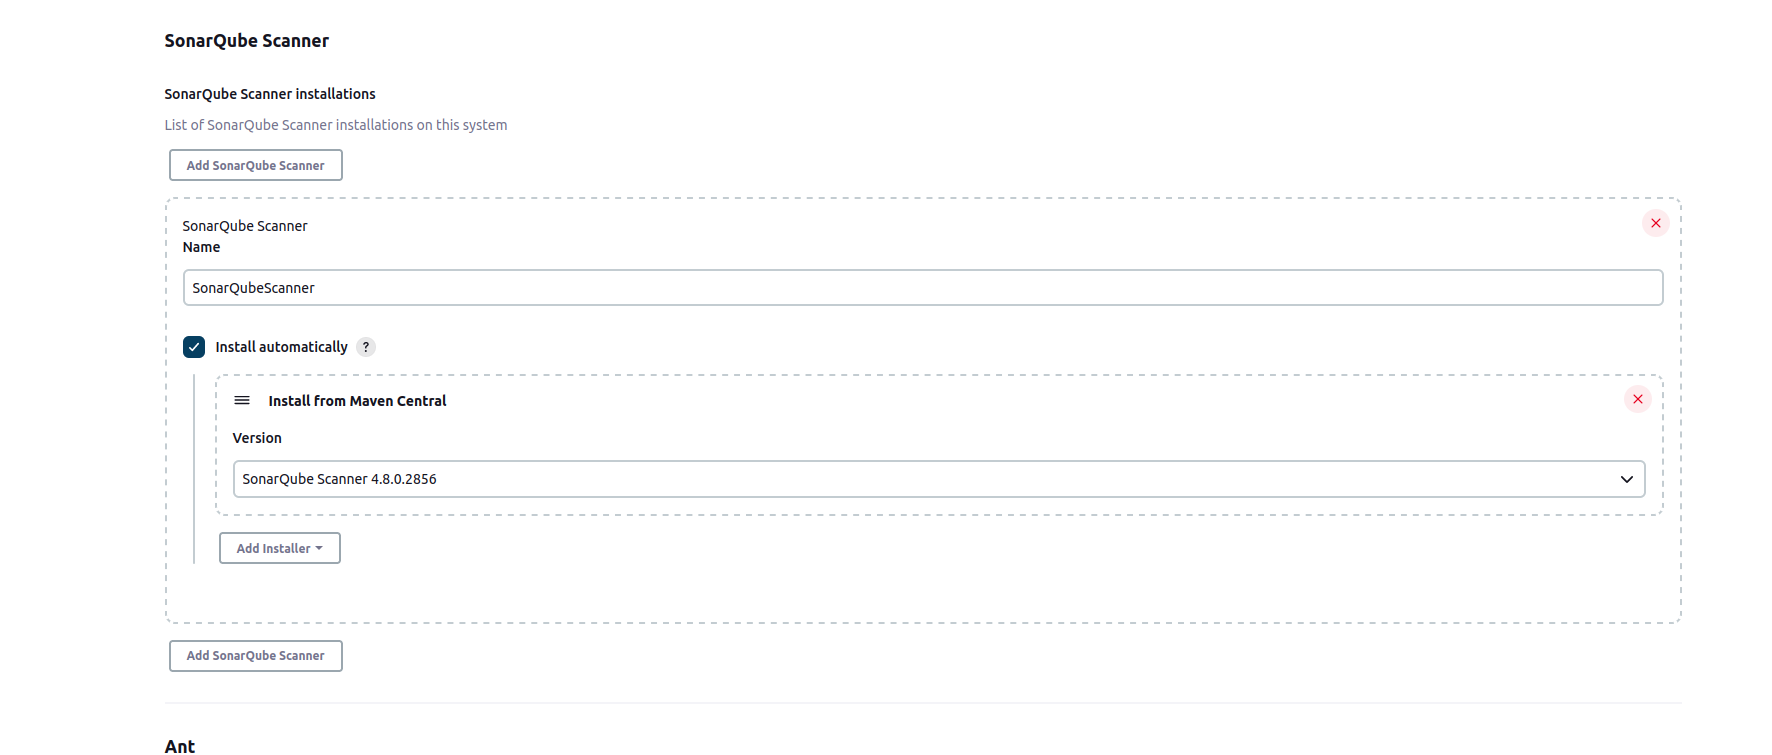 SonarQube Scanner
SonarQube Scanner installations
List of SonarQube Scanner installations on this system
Add SonarQube Scanner
SonarQube Scanner
Name
SonarQubeScanner
Install automatically ?
Install from Maven Central
Version
SonarQube Scanner 4.8.0.2856
Add Installer
Add SonarQube Scanner
Ant